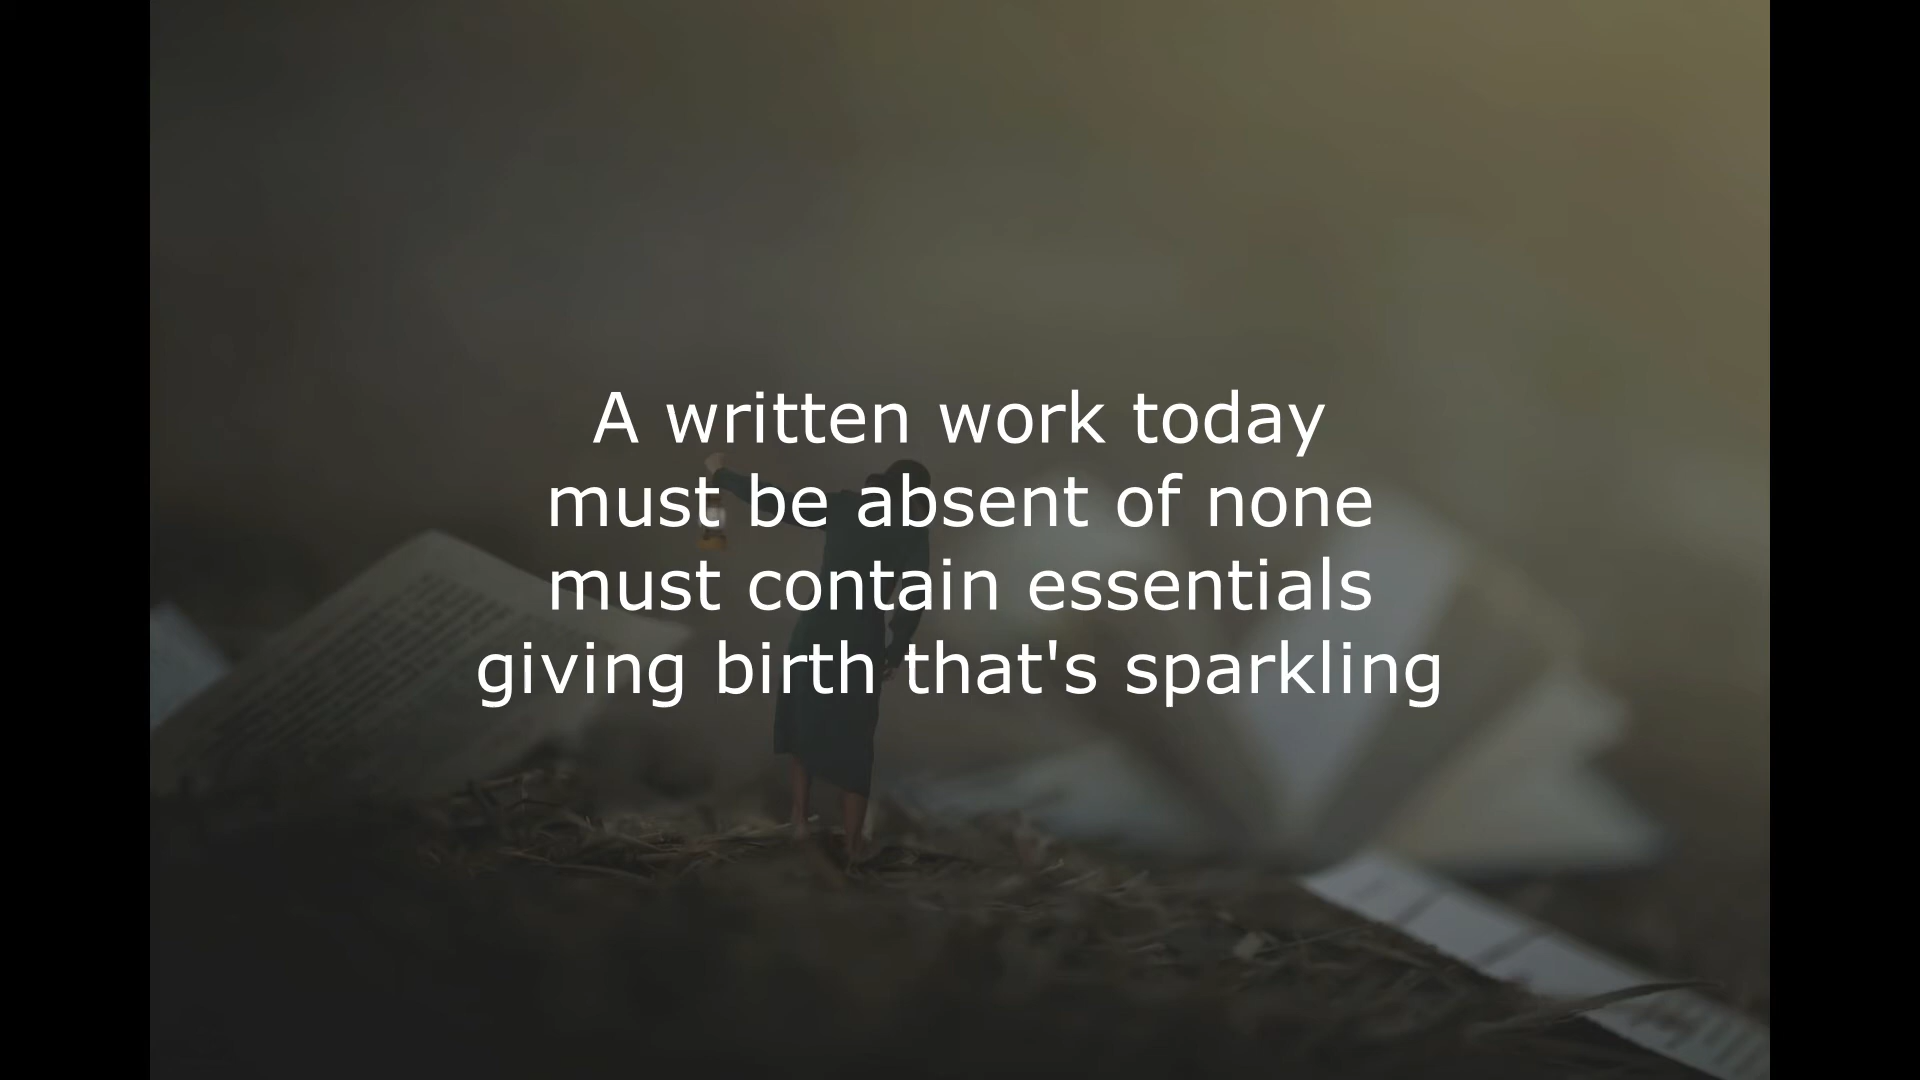 A written work today
must be absent of none
must contain essentials
giving birth that's sparkling